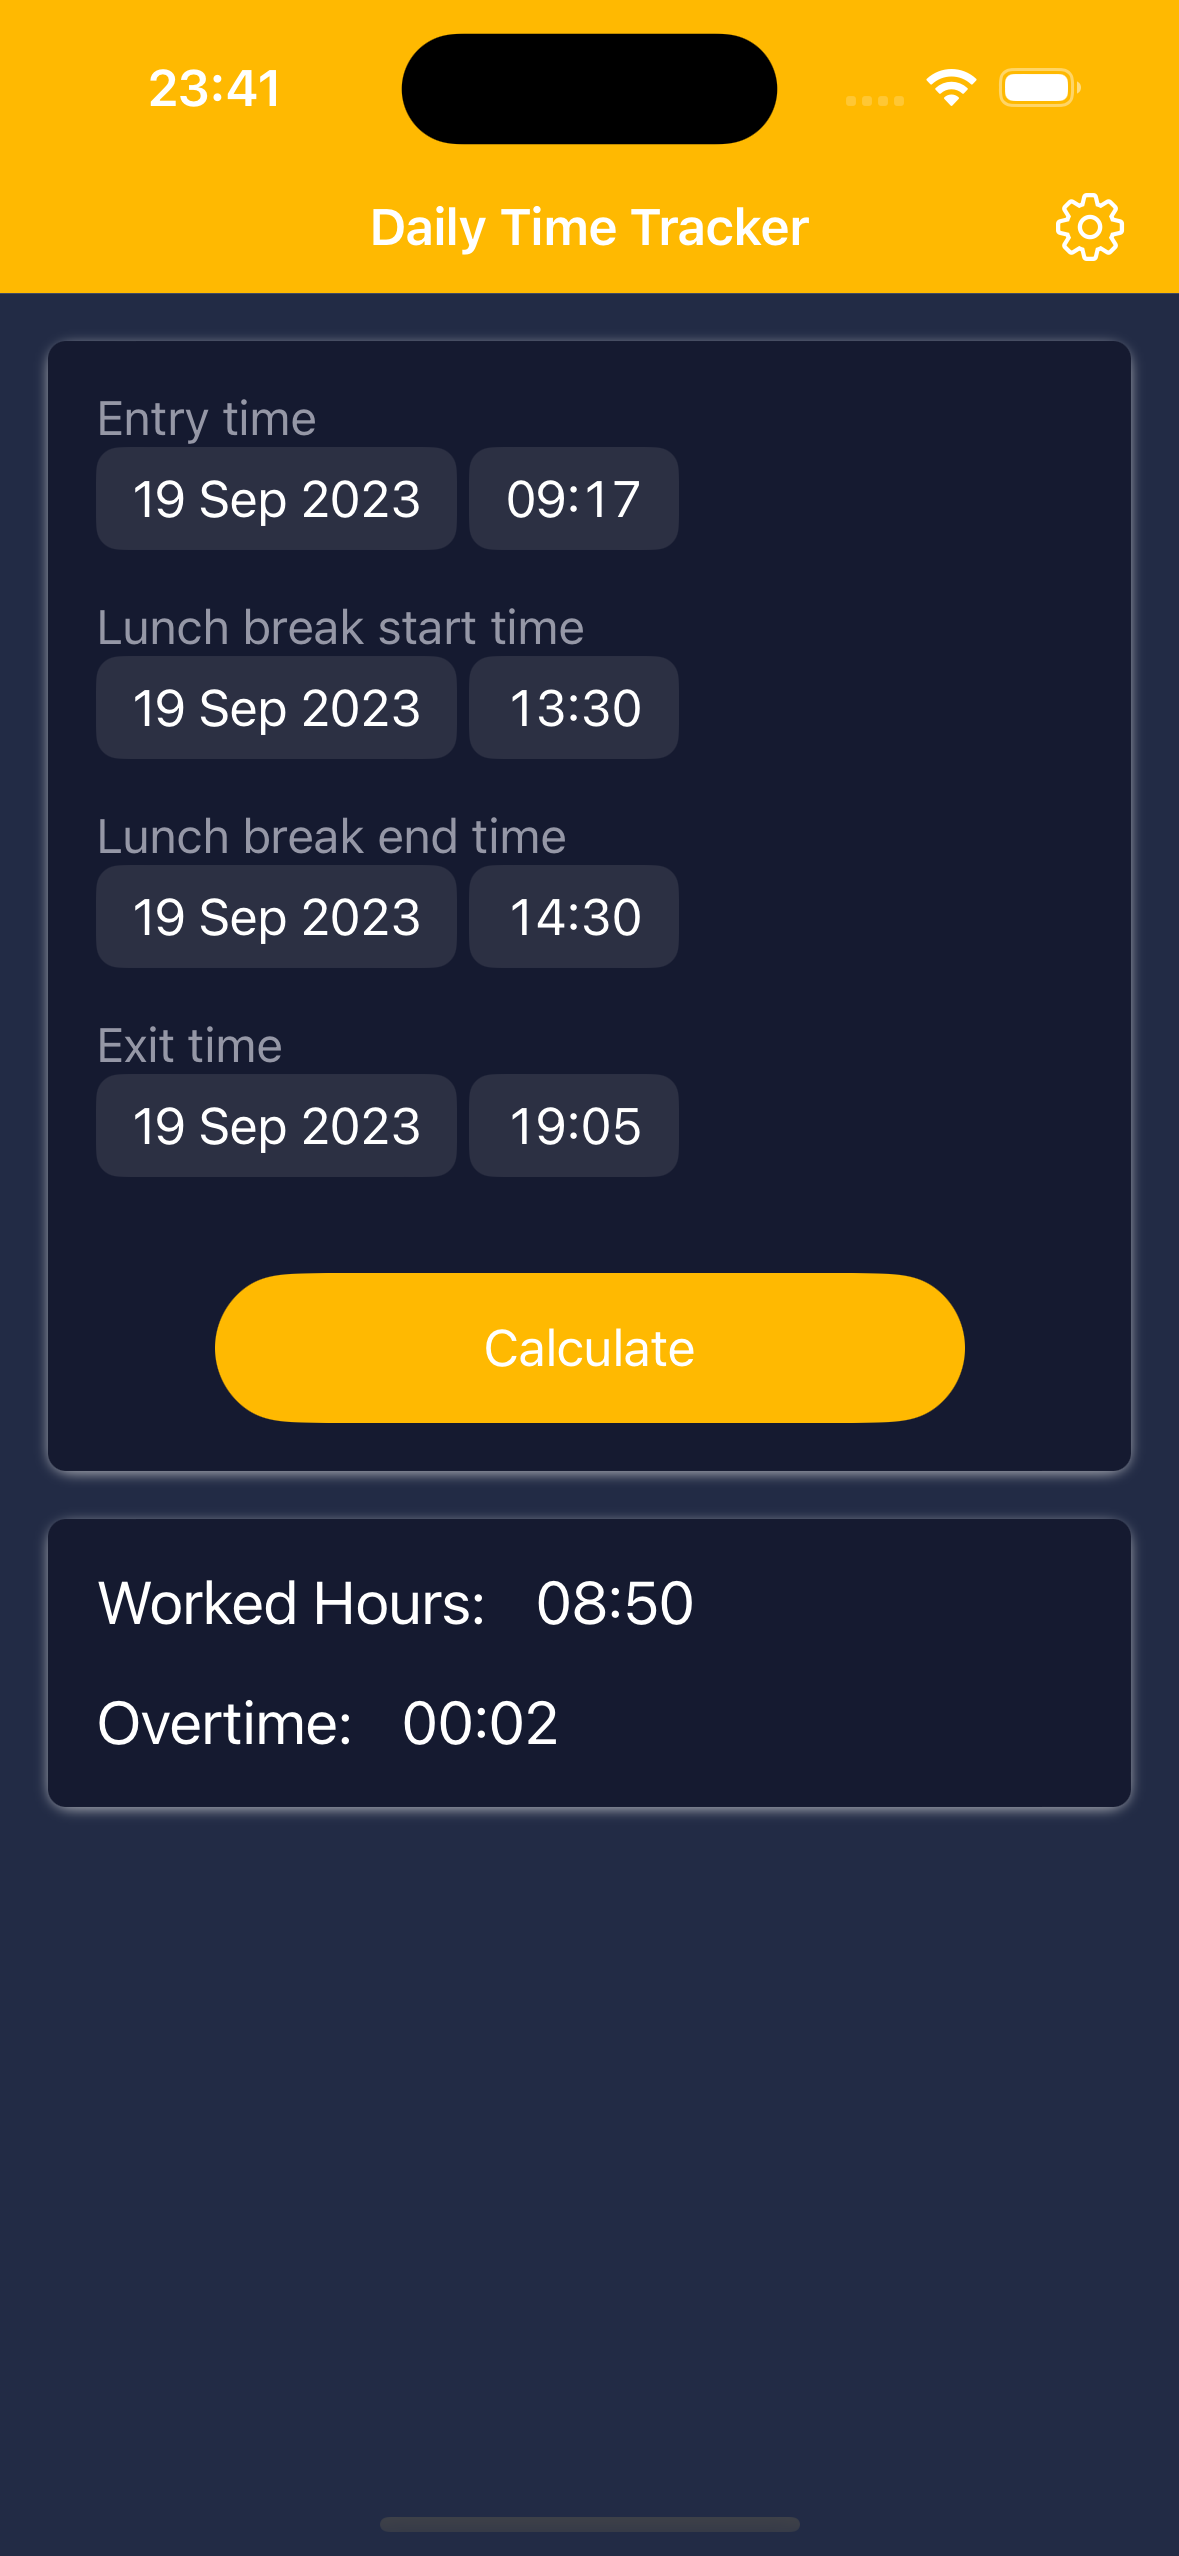 23:41
Daily Time Tracker
Entry time
19 Sep 2023 09:17
Lunch break start time
19 Sep 2023 13:30
Lunch break end time
19 Sep 2023 14:30
Exit time
19 Sep 2023 19:05
Calculate
Worked Hours: 08:50
Overtime: 00:02